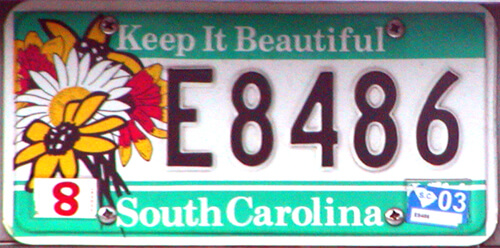 Keep It Beautiful
E8486
8
South Carolina
S.C. 03